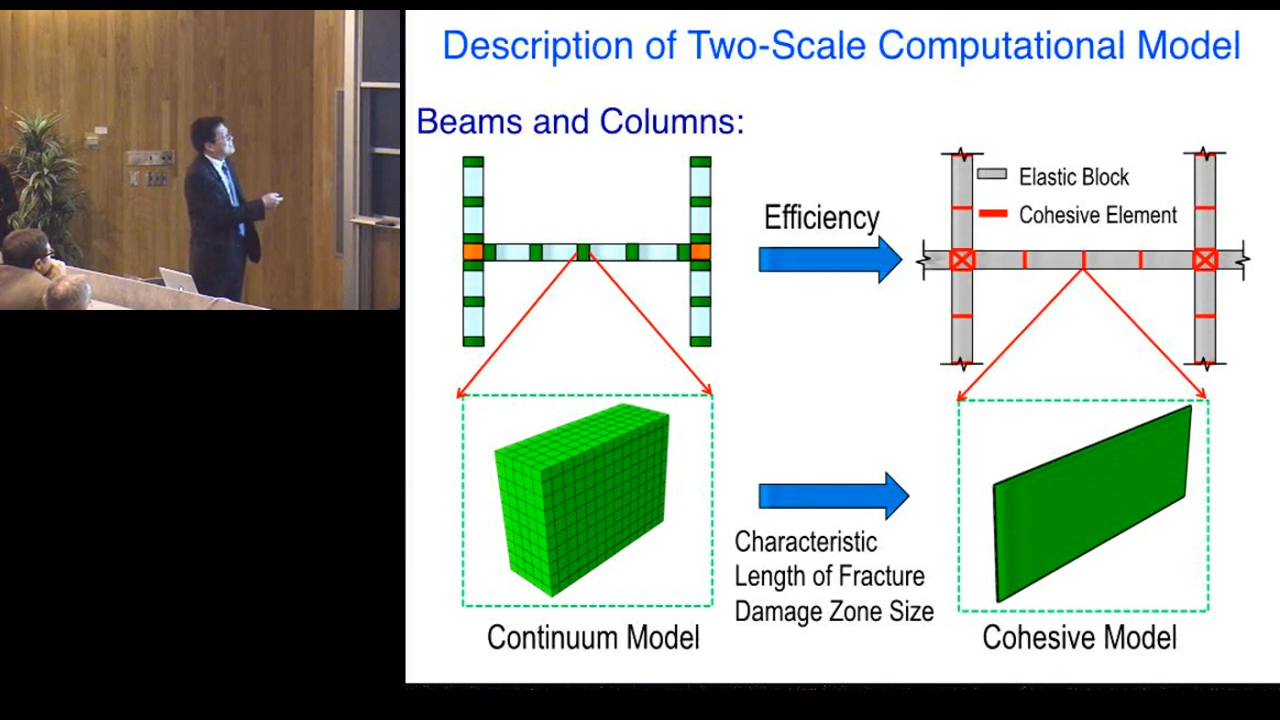 Description of Two-Scale Computational Model
Beams and Columns:
Efficiency
Elastic Block
Cohesive Element
Characteristic
Length of Fracture
Damage Zone Size
Continuum Model
Cohesive Model